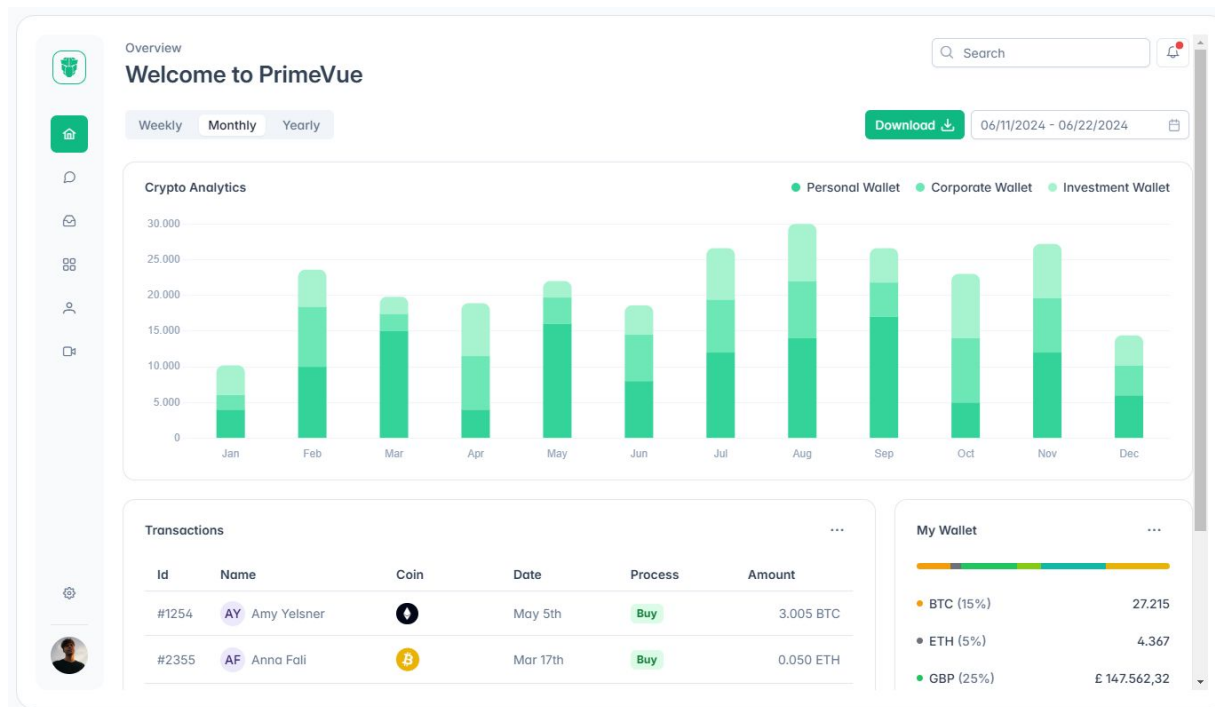 Overview
Welcome to PrimeVue
Search
Weekly Monthly Yearly
Download
06/11/2024 - 06/22/2024
Crypto Analytics
Personal Wallet Corporate Wallet Investment Wallet
30.000
25.000
20.000
15.000
10.000
5.000
0
Jan Feb Mar Apr May Jun Jul Aug Sep Oct Nov Dec
Transactions
Id Name Coin Date Process Amount
#1254 AY Amy Yelsner May 5th Buy 3.005 BTC
#2355 AF Anna Fali Mar 17th Buy 0.050 ETH
My Wallet
BTC (15%) 27.215
ETH (5%) 4.367
GBP (25%) £ 147.562,32